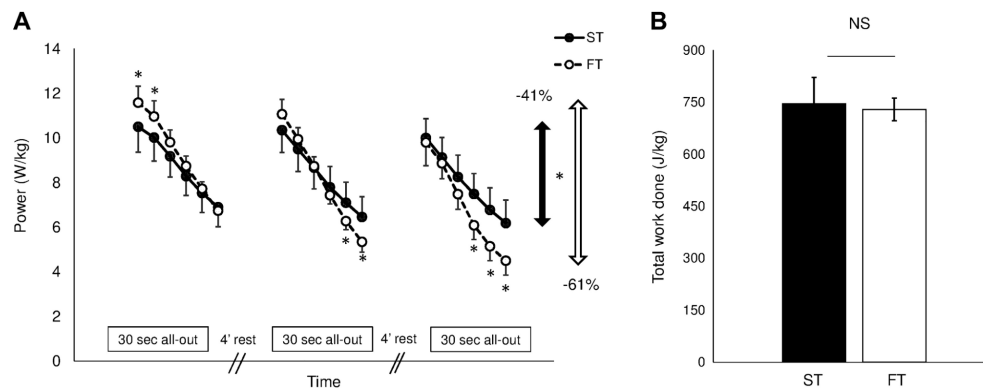 A
ST
FT
14
12
10
8
6
4
2
0
Power (W/kg)
* *
* *
* * *
-41%
*
-61%
30 sec all-out 4' rest 30 sec all-out 4' rest 30 sec all-out
Time
B
NS
900
750
600
450
300
150
0
Total work done (J/kg)
ST FT